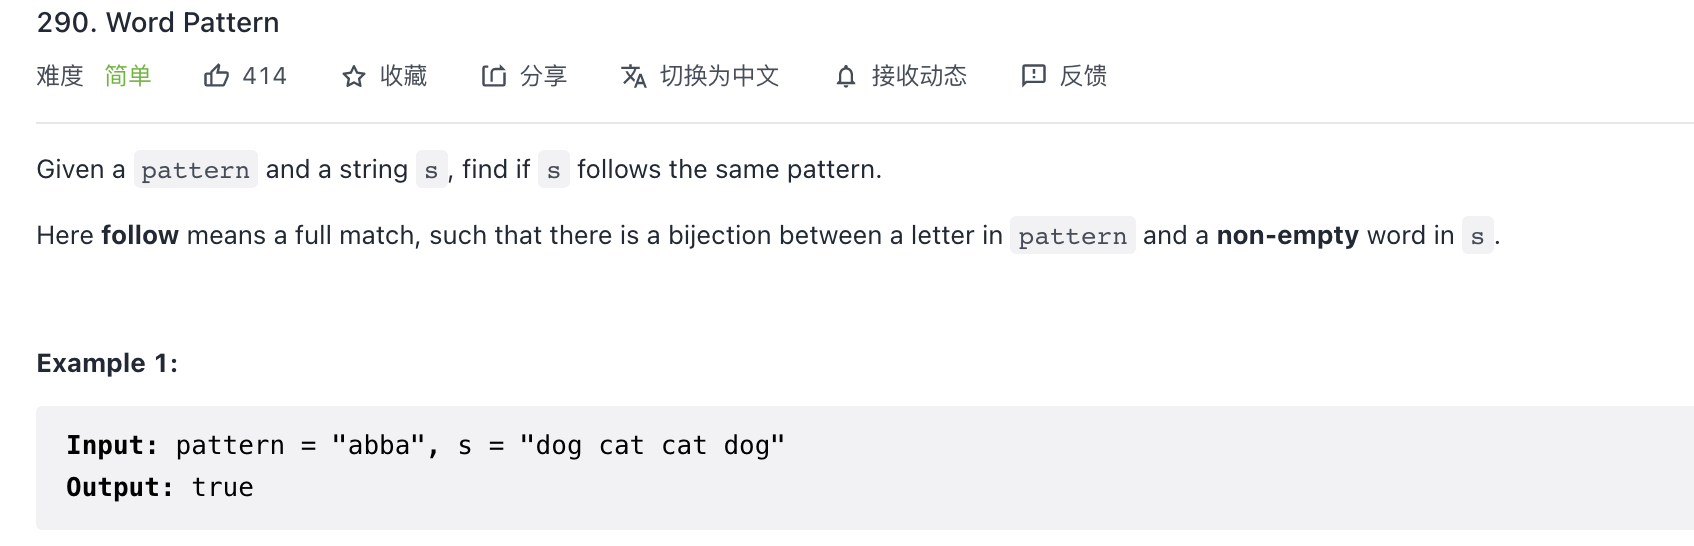 290. Word Pattern
难度 简单 414 收藏 分享 切换为中文 接收动态 反馈
Given a pattern and a string s, find if s follows the same pattern.
Here follow means a full match, such that there is a bijection between a letter in pattern and a non-empty word in s.
Example 1:
Input: pattern = "abba", s = "dog cat cat dog"
Output: true